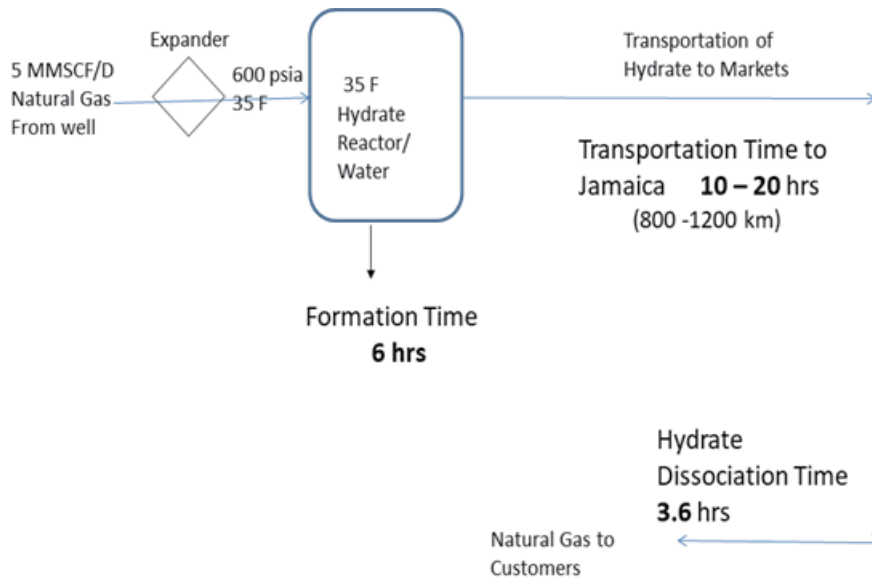 Expander
5 MMSCF/D
Natural Gas
From well
600 psia
35 F
35 F
Hydrate
Reactor/
Water
Transportation of
Hydrate to Markets
Transportation Time to
Jamaica 10 – 20 hrs
(800 -1200 km)
Formation Time
6 hrs
Hydrate
Dissociation Time
3.6 hrs
Natural Gas to
Customers